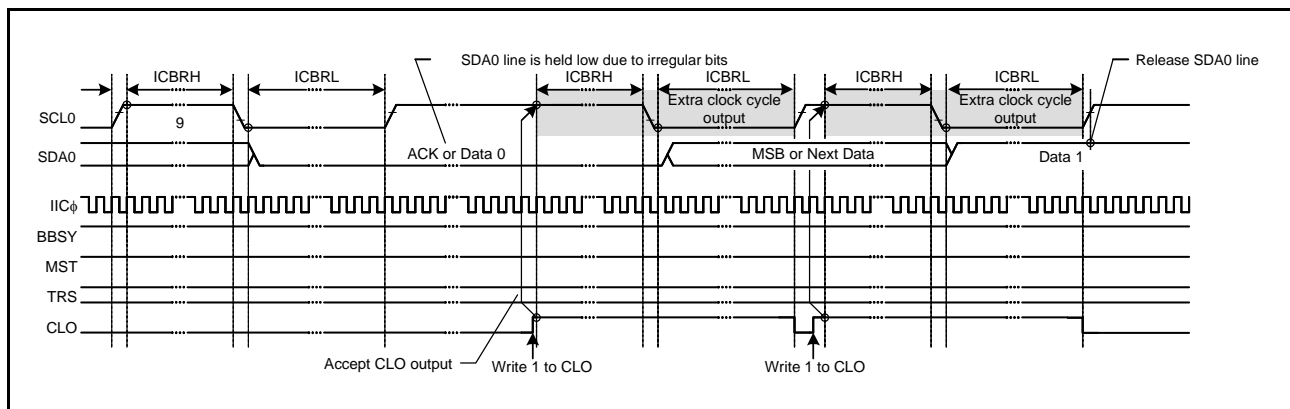 SDA0 line is held low due to irregular bits
Release SDA0 line
ICBRH
ICBRL
ICBRH
ICBRL
ICBRH
ICBRL
SCL0
9
Extra clock cycle
output
Extra clock cycle
output
SDA0
ACK or Data 0
MSB or Next Data
Data 1
IICϕ
BBSY
MST
TRS
CLO
Accept CLO output
Write 1 to CLO
Write 1 to CLO